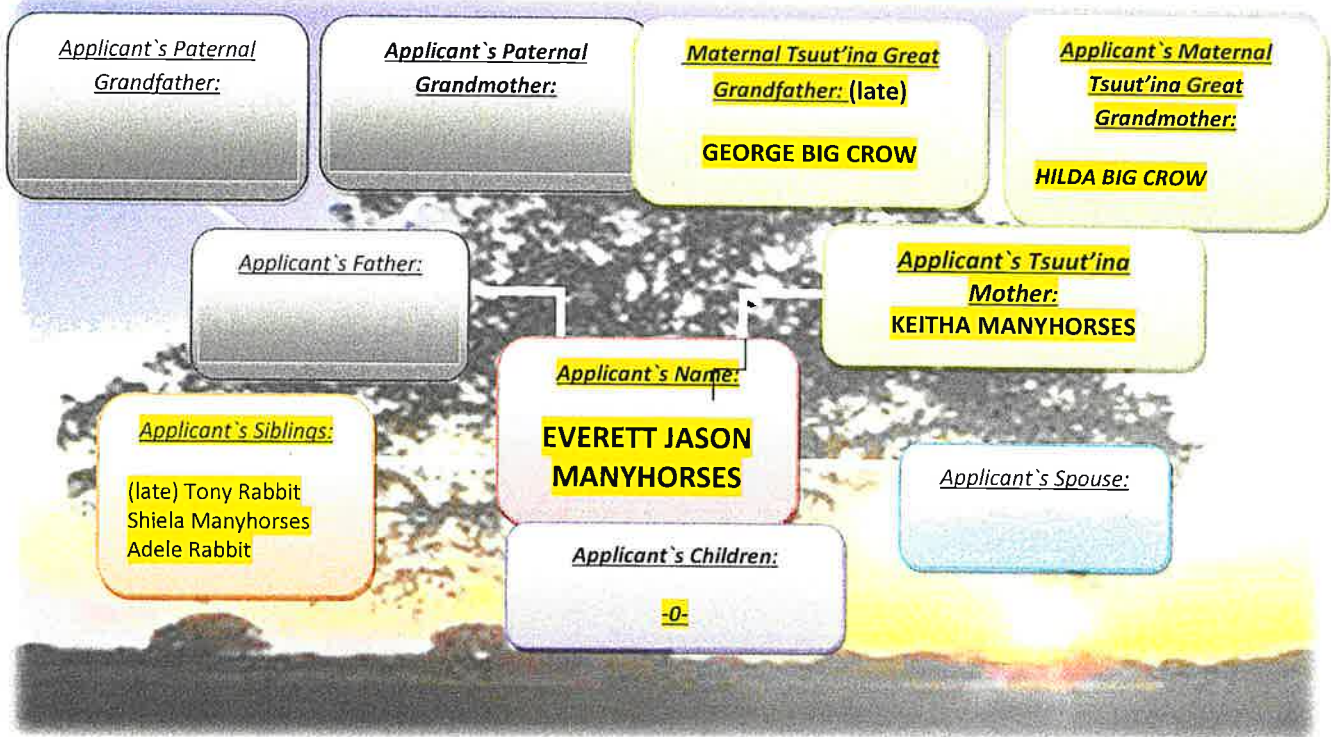 Applicant`s Paternal
Grandfather:
Applicant`s Paternal
Grandmother:
Maternal Tsuut'ina Great
Grandfather: (late)
GEORGE BIG CROW
Applicant`s Maternal
Tsuut'ina Great
Grandmother:
HILDA BIG CROW
Applicant`s Father:
Applicant`s Tsuut'ina
Mother:
KEITHA MANYHORSES
Applicant`s Name:
EVERETT JASON
MANYHORSES
Applicant`s Siblings:
(late) Tony Rabbit
Shiela Manyhorses
Adele Rabbit
Applicant`s Spouse:
Applicant`s Children:
-0-